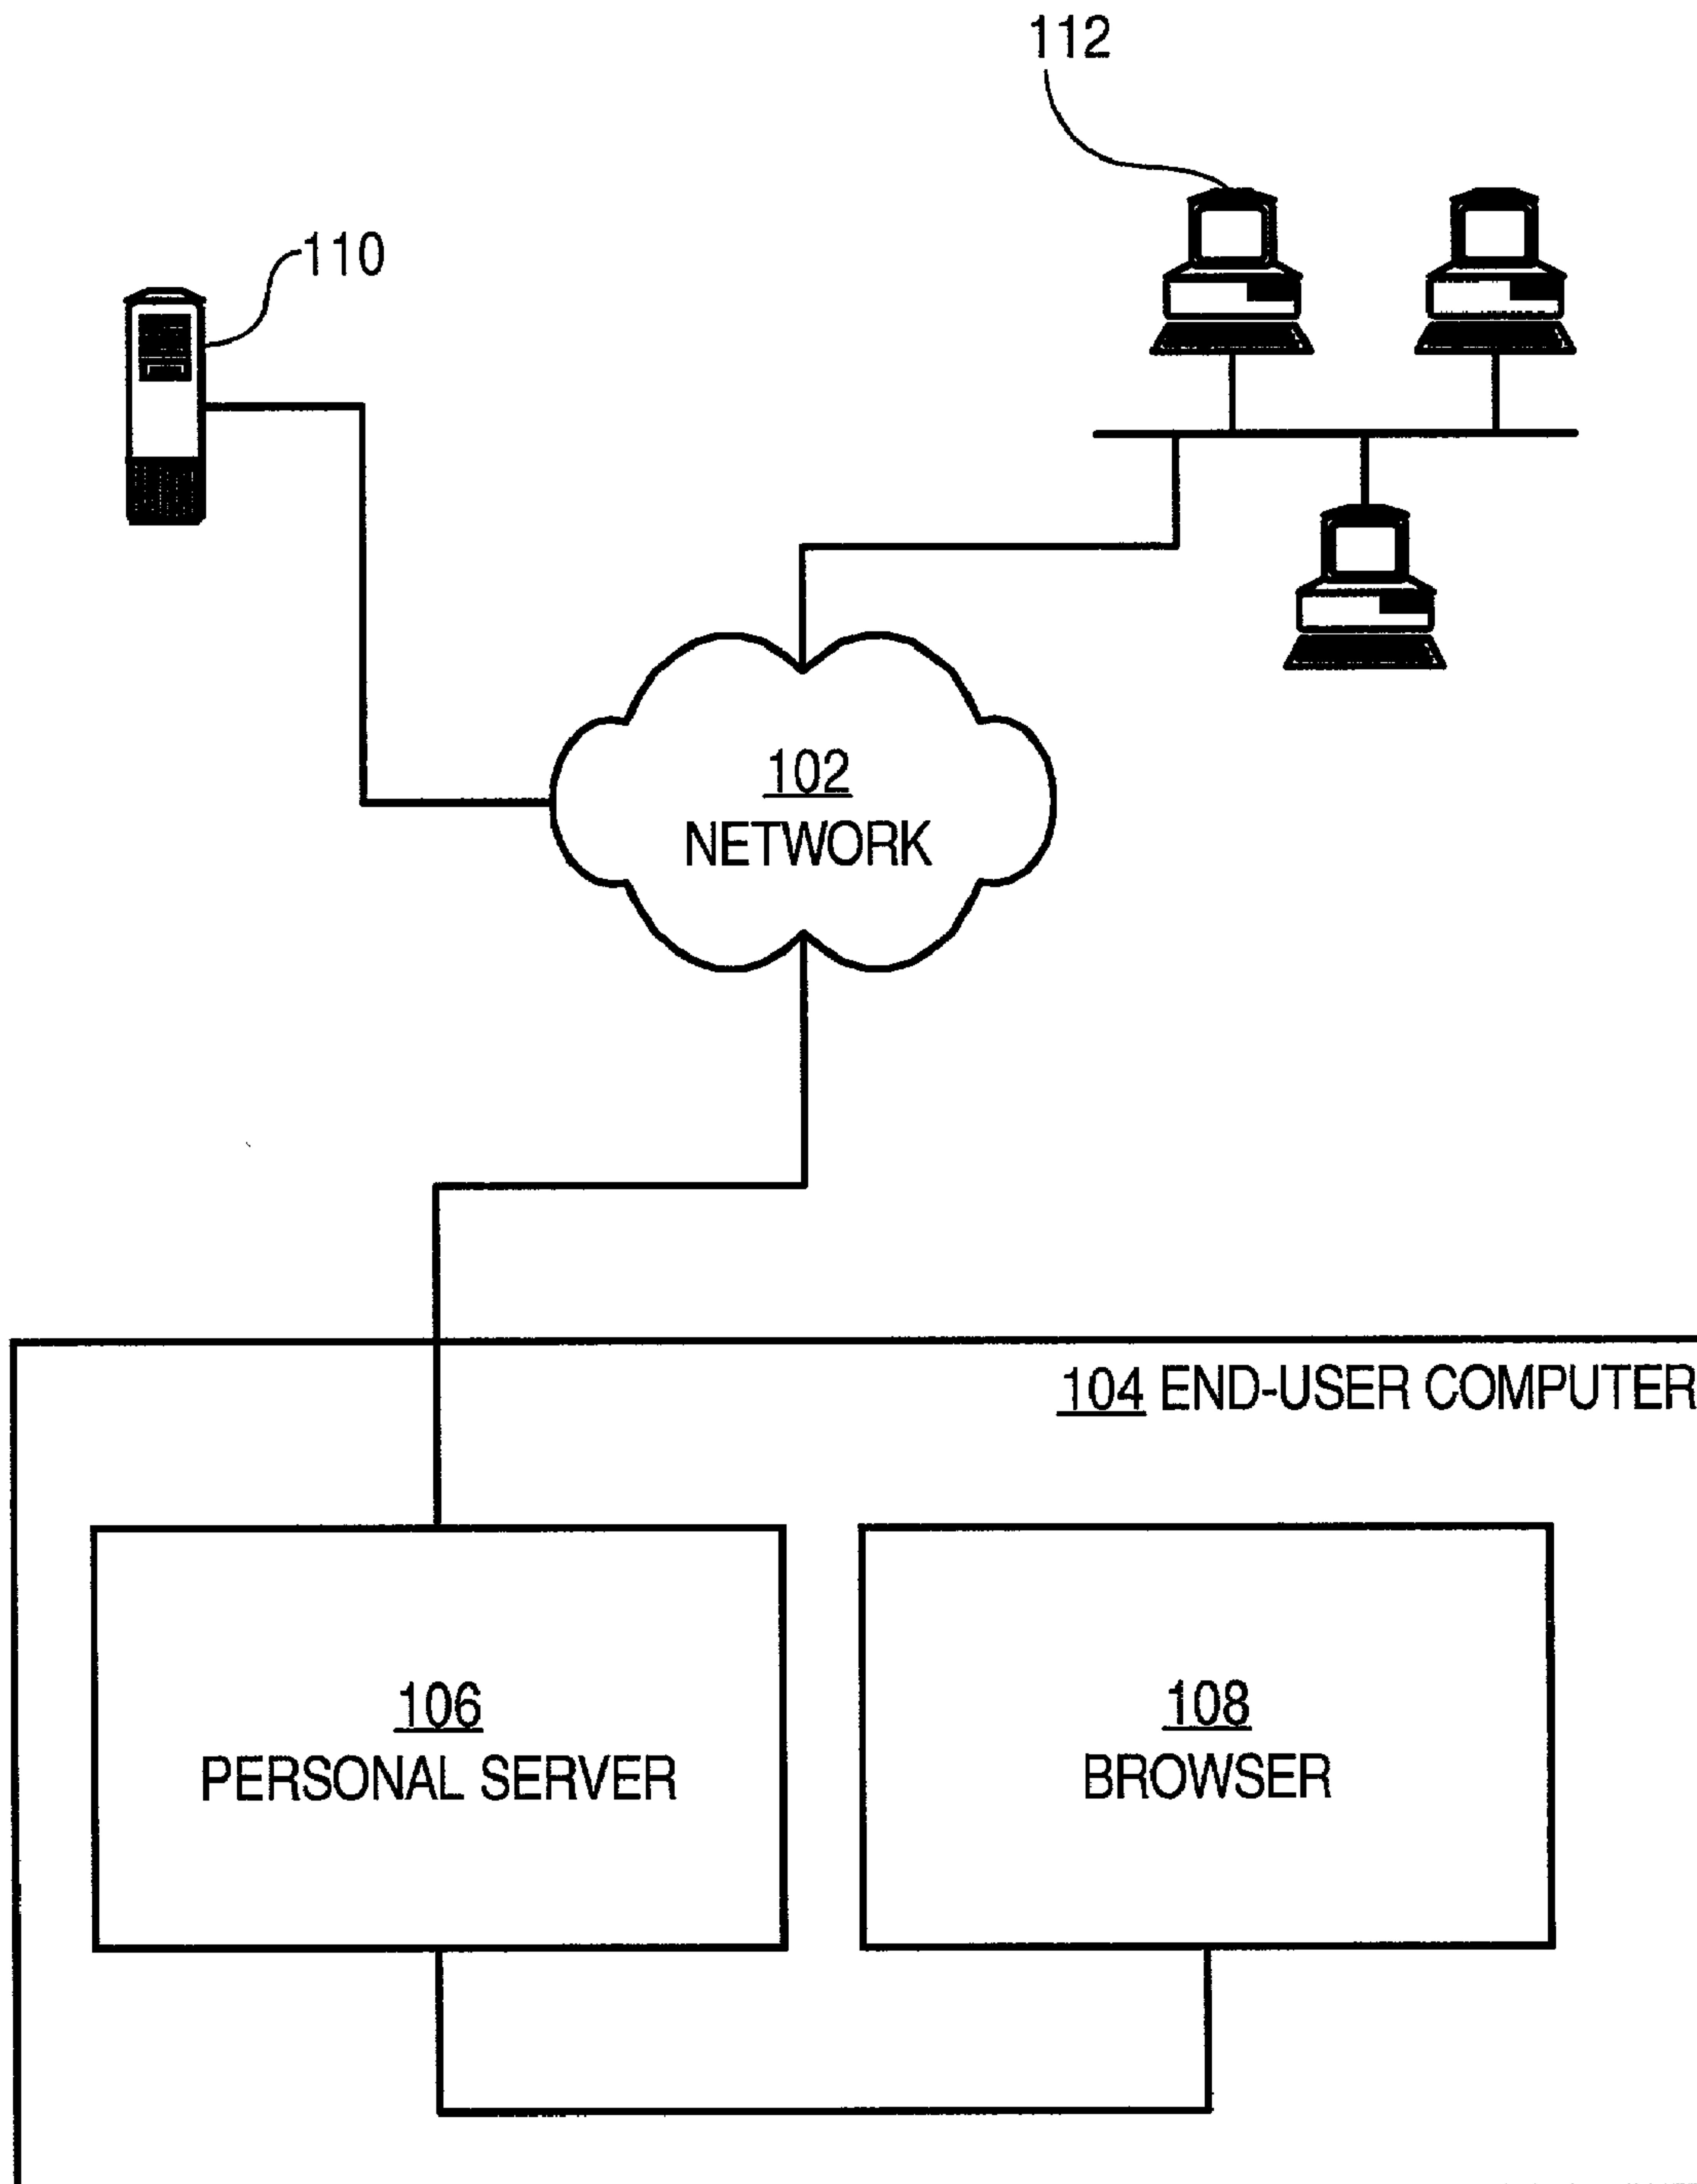 112
110
102
NETWORK
104 END-USER COMPUTER
106
PERSONAL SERVER
108
BROWSER